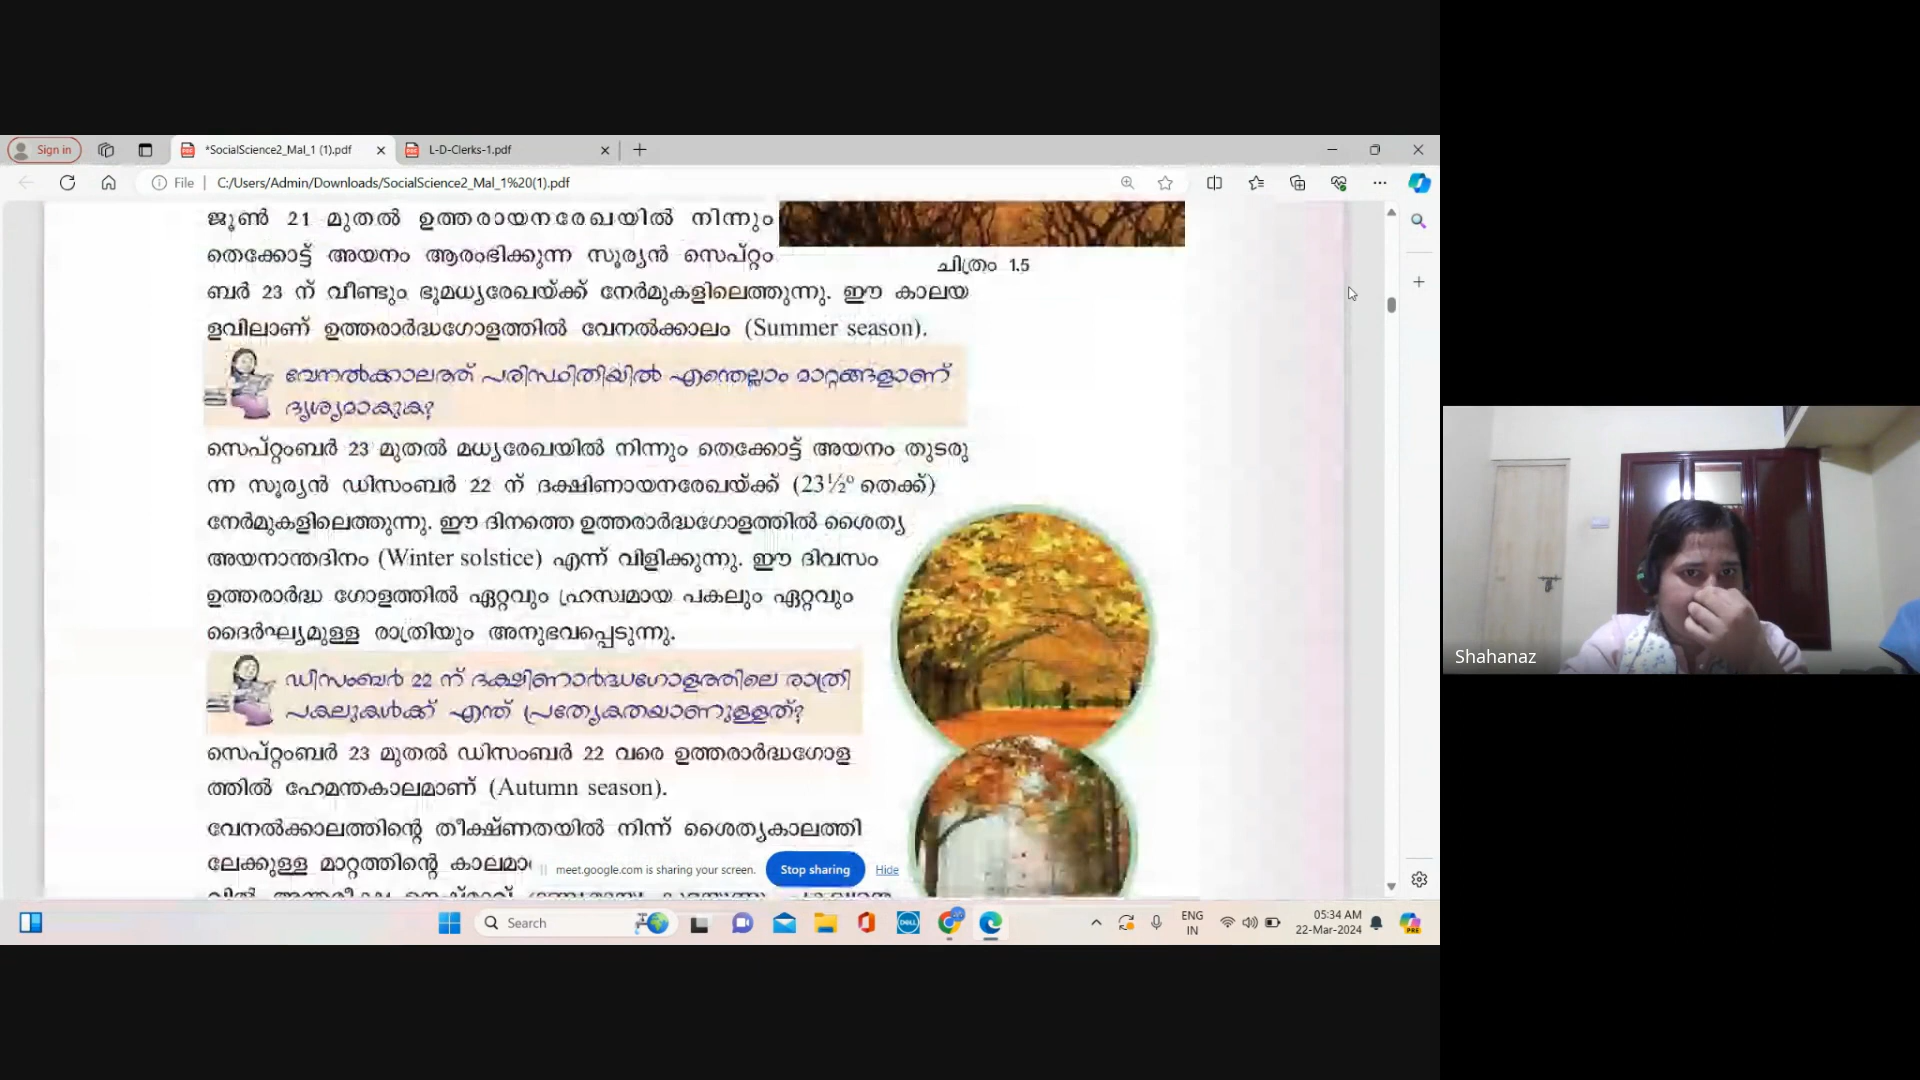 Sign in
*SocialScience2_Mal_1 (1).pdf
L-D-Clerks-1.pdf
File
C:/Users/Admin/Downloads/SocialScience2_Mal_1%20(1).pdf
ജൂൺ 21 മുതൽ ഉത്തരായനരേഖയിൽ നിന്നും
തെക്കോട്ട് അയനം ആരംഭിക്കുന്ന സൂര്യൻ സെപ്റ്റം
ബർ 23 ന് വീണ്ടും ഭൂമധ്യരേഖയ്ക്ക് നേർമുകളിലെത്തുന്നു. ഈ കാലയ
ളവിലാണ് ഉത്തരാർദ്ധഗോളത്തിൽ വേനൽക്കാലം (Summer season).
ചിത്രം 1.5
വേനൽക്കാലത്ത് പരിസ്ഥിതിയിൽ എന്തെല്ലാം മാറ്റങ്ങളാണ്
ദൃശ്യമാകുക?
സെപ്റ്റംബർ 23 മുതൽ മധ്യരേഖയിൽ നിന്നും തെക്കോട്ട് അയനം തുടരു
ന്ന സൂര്യൻ ഡിസംബർ 22 ന് ദക്ഷിണായനരേഖയ്ക്ക് (23½° തെക്ക്)
നേർമുകളിലെത്തുന്നു. ഈ ദിനത്തെ ഉത്തരാർദ്ധഗോളത്തിൽ ശൈത്യ
അയനാന്തദിനം (Winter solstice) എന്ന് വിളിക്കുന്നു. ഈ ദിവസം
ഉത്തരാർദ്ധ ഗോളത്തിൽ ഏറ്റവും ഹ്രസ്വമായ പകലും ഏറ്റവും
ദൈർഘ്യമുള്ള രാത്രിയും അനുഭവപ്പെടുന്നു.
ഡിസംബർ 22 ന് ദക്ഷിണാർദ്ധഗോളത്തിലെ രാത്രി
പകലുകൾക്ക് എന്ത് പ്രത്യേകതയാണുള്ളത്?
സെപ്റ്റംബർ 23 മുതൽ ഡിസംബർ 22 വരെ ഉത്തരാർദ്ധഗോള
ത്തിൽ ഹേമന്തകാലമാണ് (Autumn season).
വേനൽക്കാലത്തിന്റെ തീക്ഷ്ണതയിൽ നിന്ന് ശൈത്യകാലത്തി
ലേക്കുള്ള മാറ്റത്തിന്റെ
meet.google.com is sharing your screen.
Stop sharing
Hide
Search
ENG
IN
05:34 AM
22-Mar-2024
Shahanaz